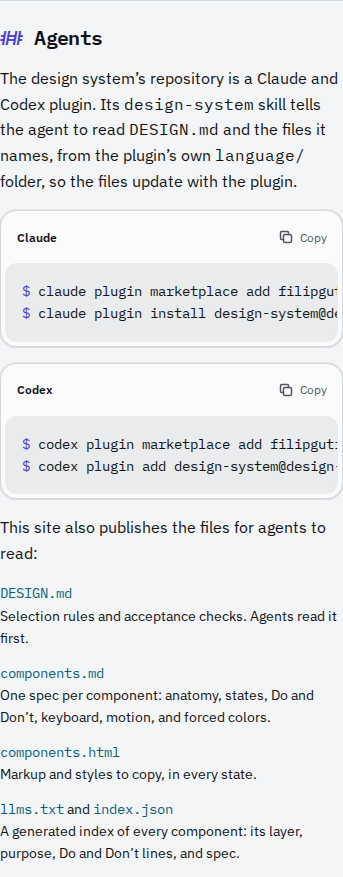 ### Agents
The design system’s repository is a Claude and
Codex plugin. Its design-system skill tells
the agent to read DESIGN.md and the files it
names, from the plugin’s own language/
folder, so the files update with the plugin.
Claude
Copy
$ claude plugin marketplace add filipgut
$ claude plugin install design-system@de
Codex
Copy
$ codex plugin marketplace add filipgut
$ codex plugin add design-system@design-
This site also publishes the files for agents to
read:
DESIGN.md
Selection rules and acceptance checks. Agents read it
first.
components.md
One spec per component: anatomy, states, Do and
Don’t, keyboard, motion, and forced colors.
components.html
Markup and styles to copy, in every state.
llms.txt and index.json
A generated index of every component: its layer,
purpose, Do and Don’t lines, and spec.